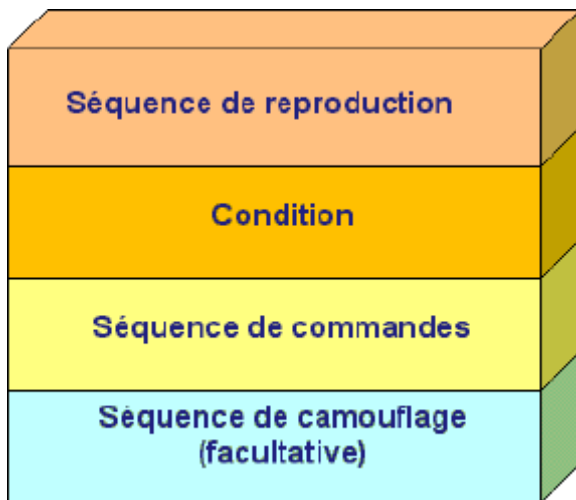 Séquence de reproduction
Condition
Séquence de commandes
Séquence de camouflage
(facultative)